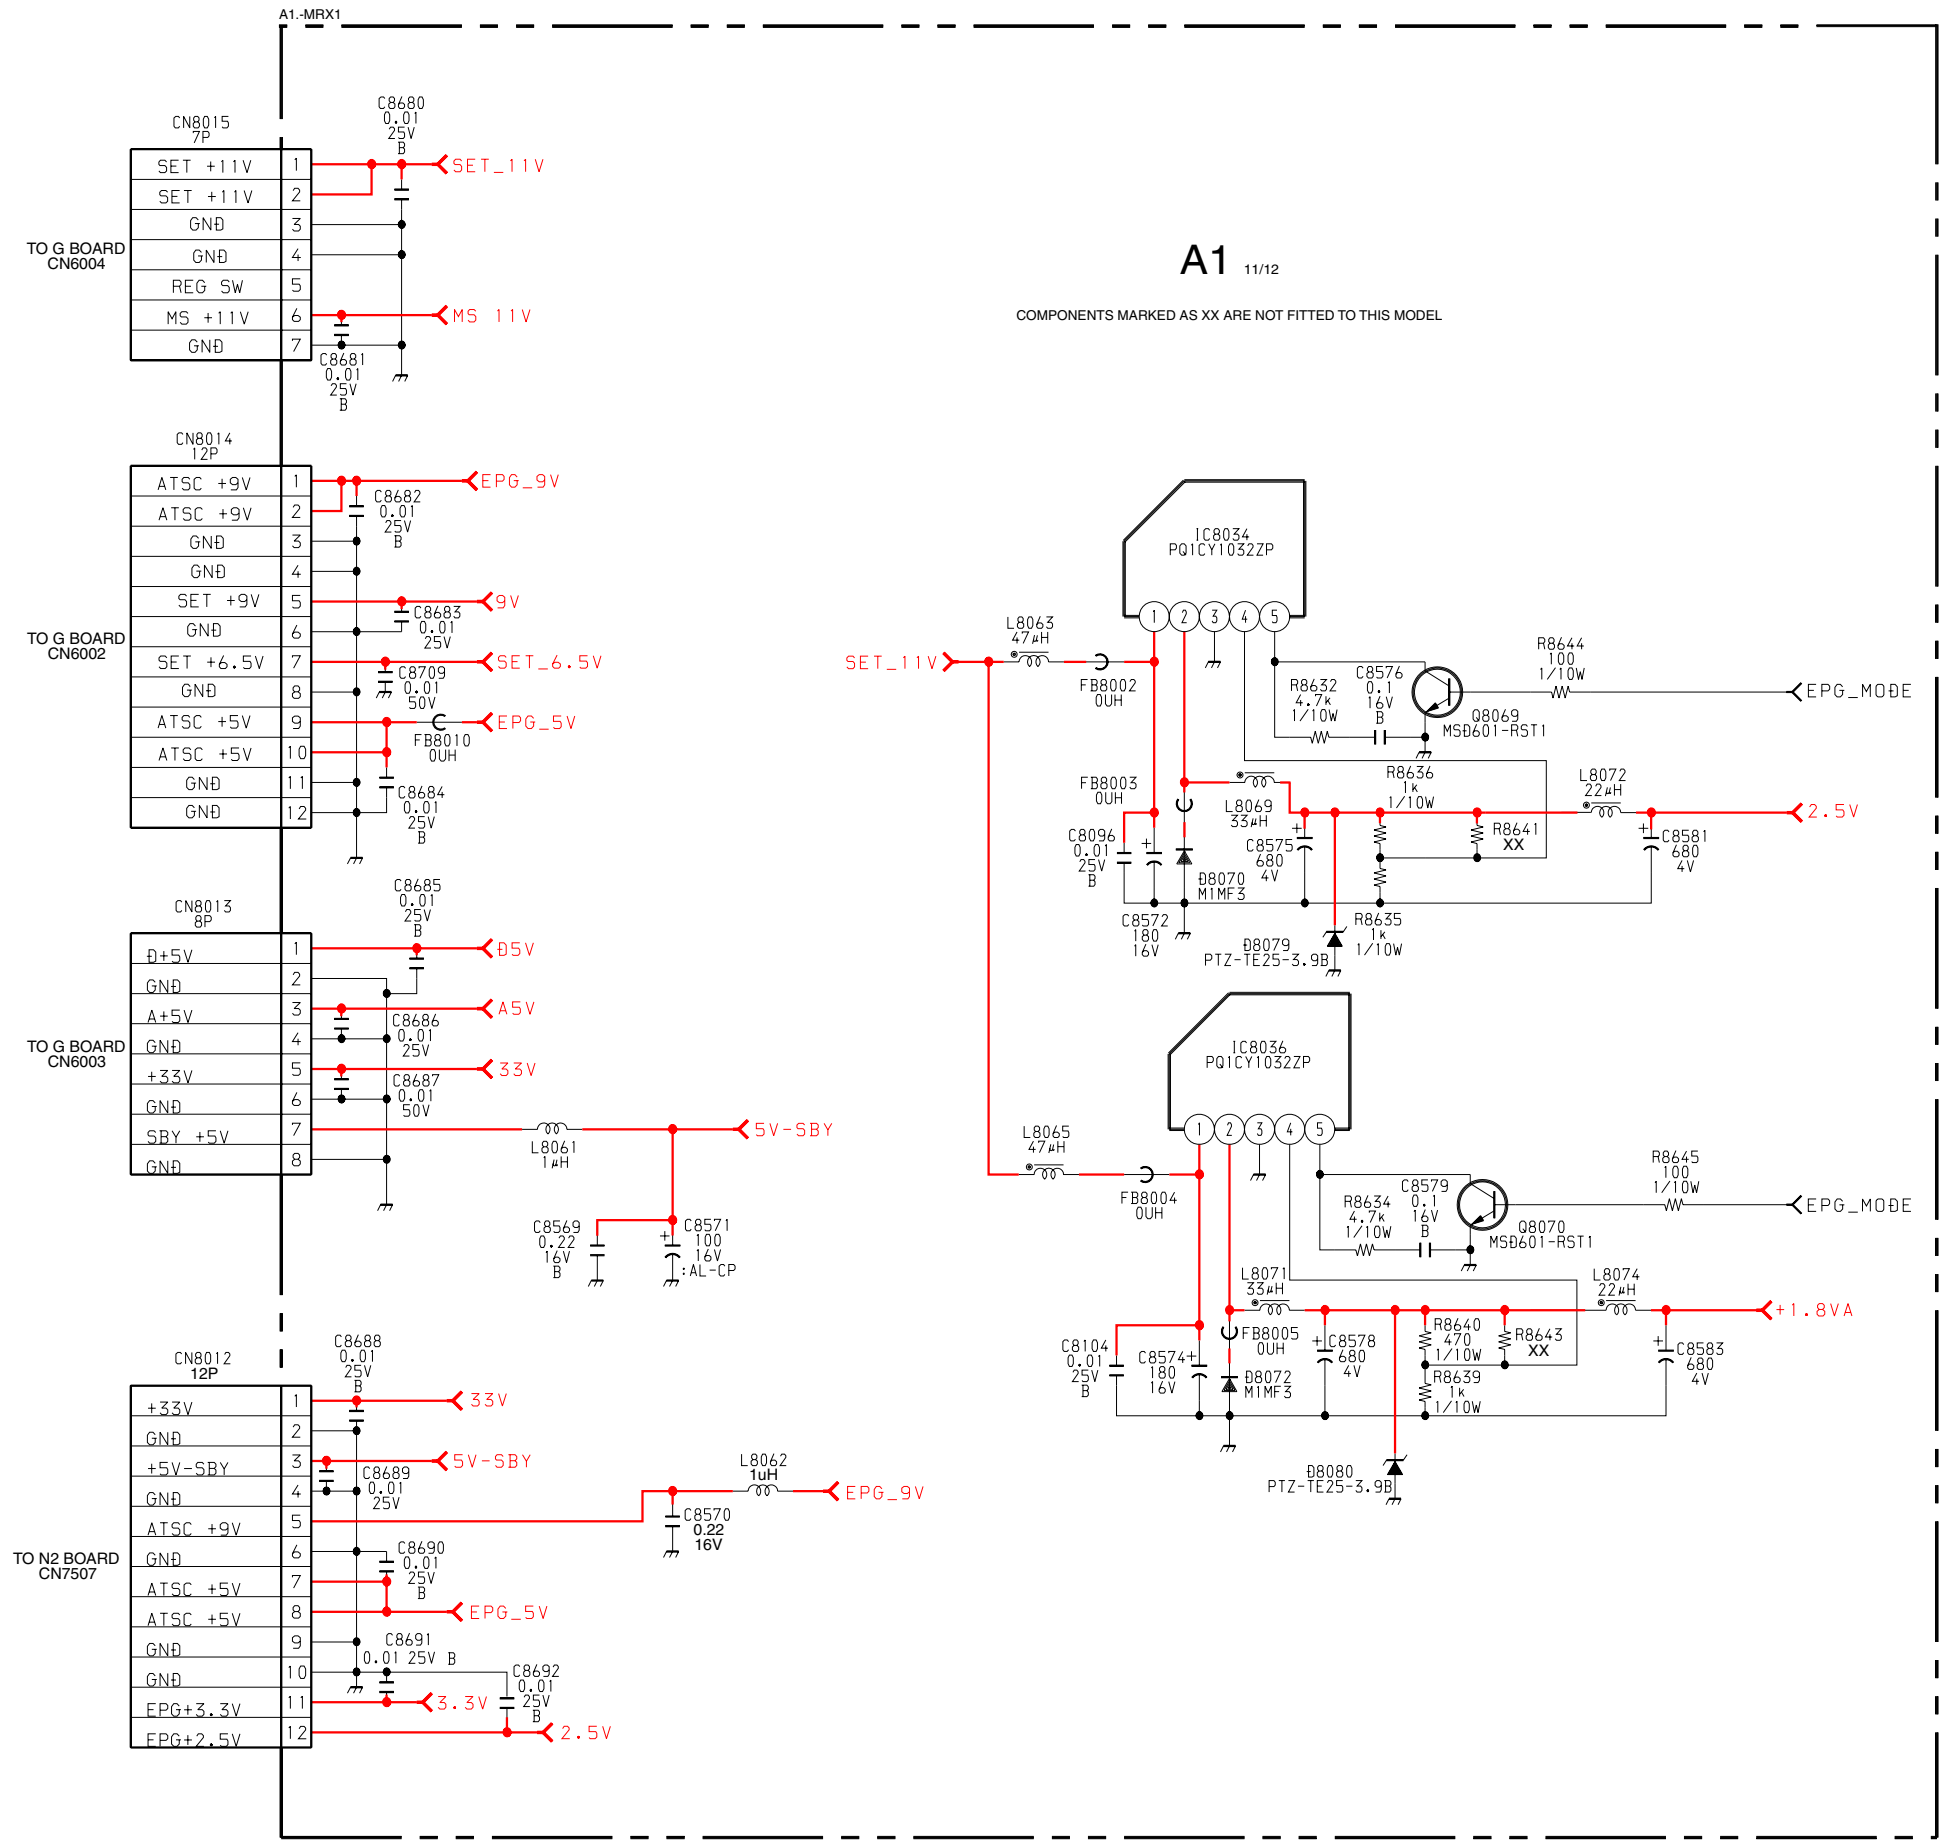 A1.-MRX1
CN8015
7P
TO G BOARD
CN6004
SET +11V 1
SET +11V 2
GND 3
GND 4
REG SW 5
MS +11V 6
GND 7
C8680
0.01
25V
B
SET_11V
MS 11V
C8681
0.01
25V
B
A1 11/12
COMPONENTS MARKED AS XX ARE NOT FITTED TO THIS MODEL
CN8014
12P
TO G BOARD
CN6002
ATSC +9V 1
ATSC +9V 2
GND 3
GND 4
SET +9V 5
GND 6
SET +6.5V 7
GND 8
ATSC +5V 9
ATSC +5V 10
GND 11
GND 12
EPG_9V
C8682
0.01
25V
B
9V
C8683
0.01
25V
SET_6.5V
C8709
0.01
50V
EPG_5V
FB8010
0UH
C8684
0.01
25V
B
CN8013
8P
TO G BOARD
CN6003
D+5V 1
GND 2
A+5V 3
GND 4
+33V 5
GND 6
SBY +5V 7
GND 8
C8685
0.01
25V
B
D5V
A5V
C8686
0.01
25V
33V
C8687
0.01
50V
L8061
1μH
5V-SBY
C8569
0.22
16V
B
C8571
100
16V
:AL-CP
CN8012
12P
TO N2 BOARD
CN7507
+33V 1
GND 2
+5V-SBY 3
GND 4
ATSC +9V 5
GND 6
ATSC +5V 7
ATSC +5V 8
GND 9
GND 10
EPG+3.3V 11
EPG+2.5V 12
C8688
0.01
25V
B
33V
5V-SBY
C8689
0.01
25V
L8062
1uH
EPG_9V
C8570
0.22
16V
C8690
0.01
25V
B
EPG_5V
C8691
0.01 25V B
3.3V
C8692
0.01
25V
B
2.5V
IC8034
PQ1CY1032ZP
1 2 3 4 5
SET_11V
L8063
47μH
FB8002
0UH
R8632
4.7k
1/10W
C8576
0.1
16V
B
Q8069
MSD601-RST1
R8644
100
1/10W
EPG_MODE
FB8003
0UH
C8096
0.01
25V
B
C8572
180
16V
D8070
M1MF3
L8069
33μH
C8575
680
4V
D8079
PTZ-TE25-3.9B
R8636
1k
1/10W
R8635
1k
1/10W
R8641
XX
L8072
22μH
C8581
680
4V
2.5V
IC8036
PQ1CY1032ZP
1 2 3 4 5
L8065
47μH
FB8004
0UH
R8634
4.7k
1/10W
C8579
0.1
16V
B
Q8070
MSD601-RST1
R8645
100
1/10W
EPG_MODE
L8071
33μH
FB8005
0UH
C8104
0.01
25V
B
C8574
180
16V
D8072
M1MF3
C8578
680
4V
R8640
470
1/10W
R8639
1k
1/10W
R8643
XX
L8074
22μH
C8583
680
4V
+1.8VA
D8080
PTZ-TE25-3.9B